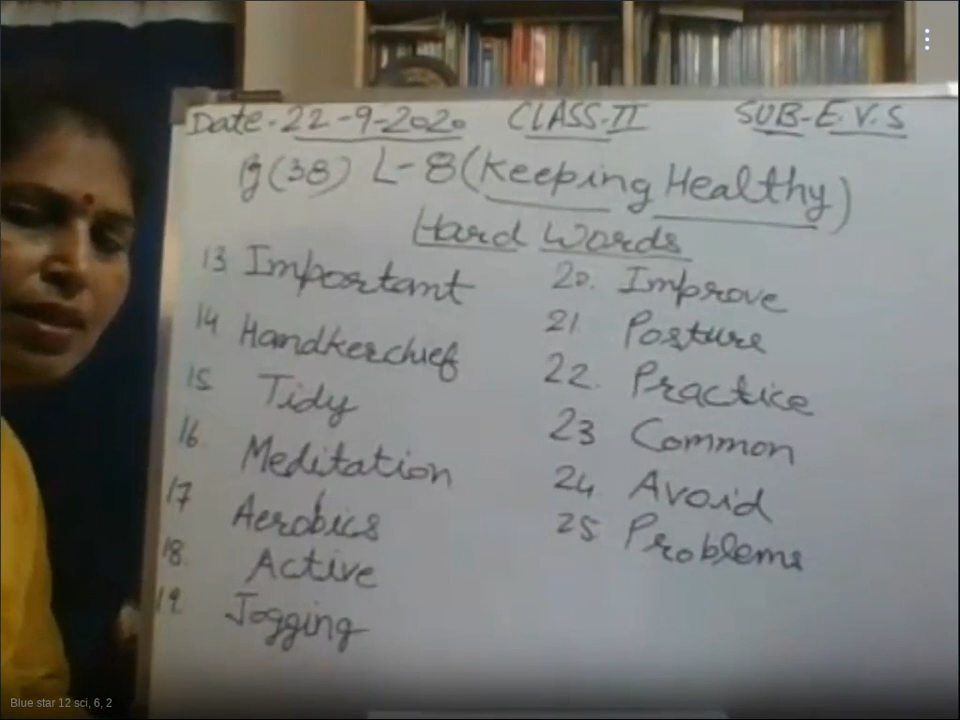 Date-22-9-2020 CLASS-II SUB-E.V.S
Pg(38) L-8(Keeping Healthy)
Hard Words
13 Important
14 Handkerchief
15 Tidy
16. Meditation
17 Aerobics
18. Active
19. Jogging
20. Improve
21. Posture
22. Practice
23 Common
24 Avoid
25. Problems
Blue star 12 sci, 6, 2